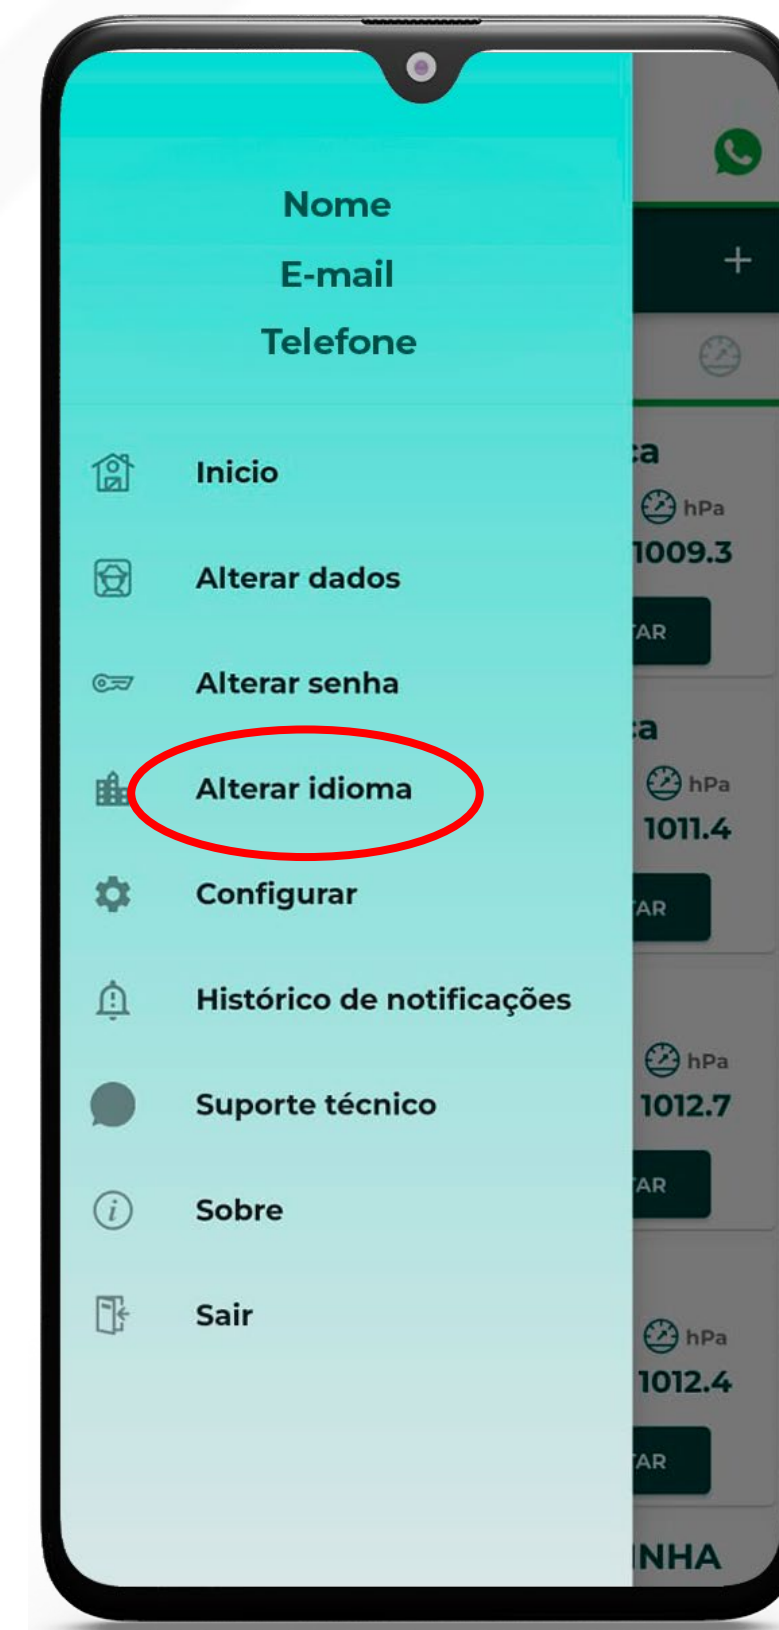 Nome
E-mail
Telefone
Inicio
Alterar dados
Alterar senha
Alterar idioma
Configurar
Histórico de notificações
Suporte técnico
Sobre
Sair
+
hPa
1009.3
hPa
1011.4
hPa
1012.7
hPa
1012.4